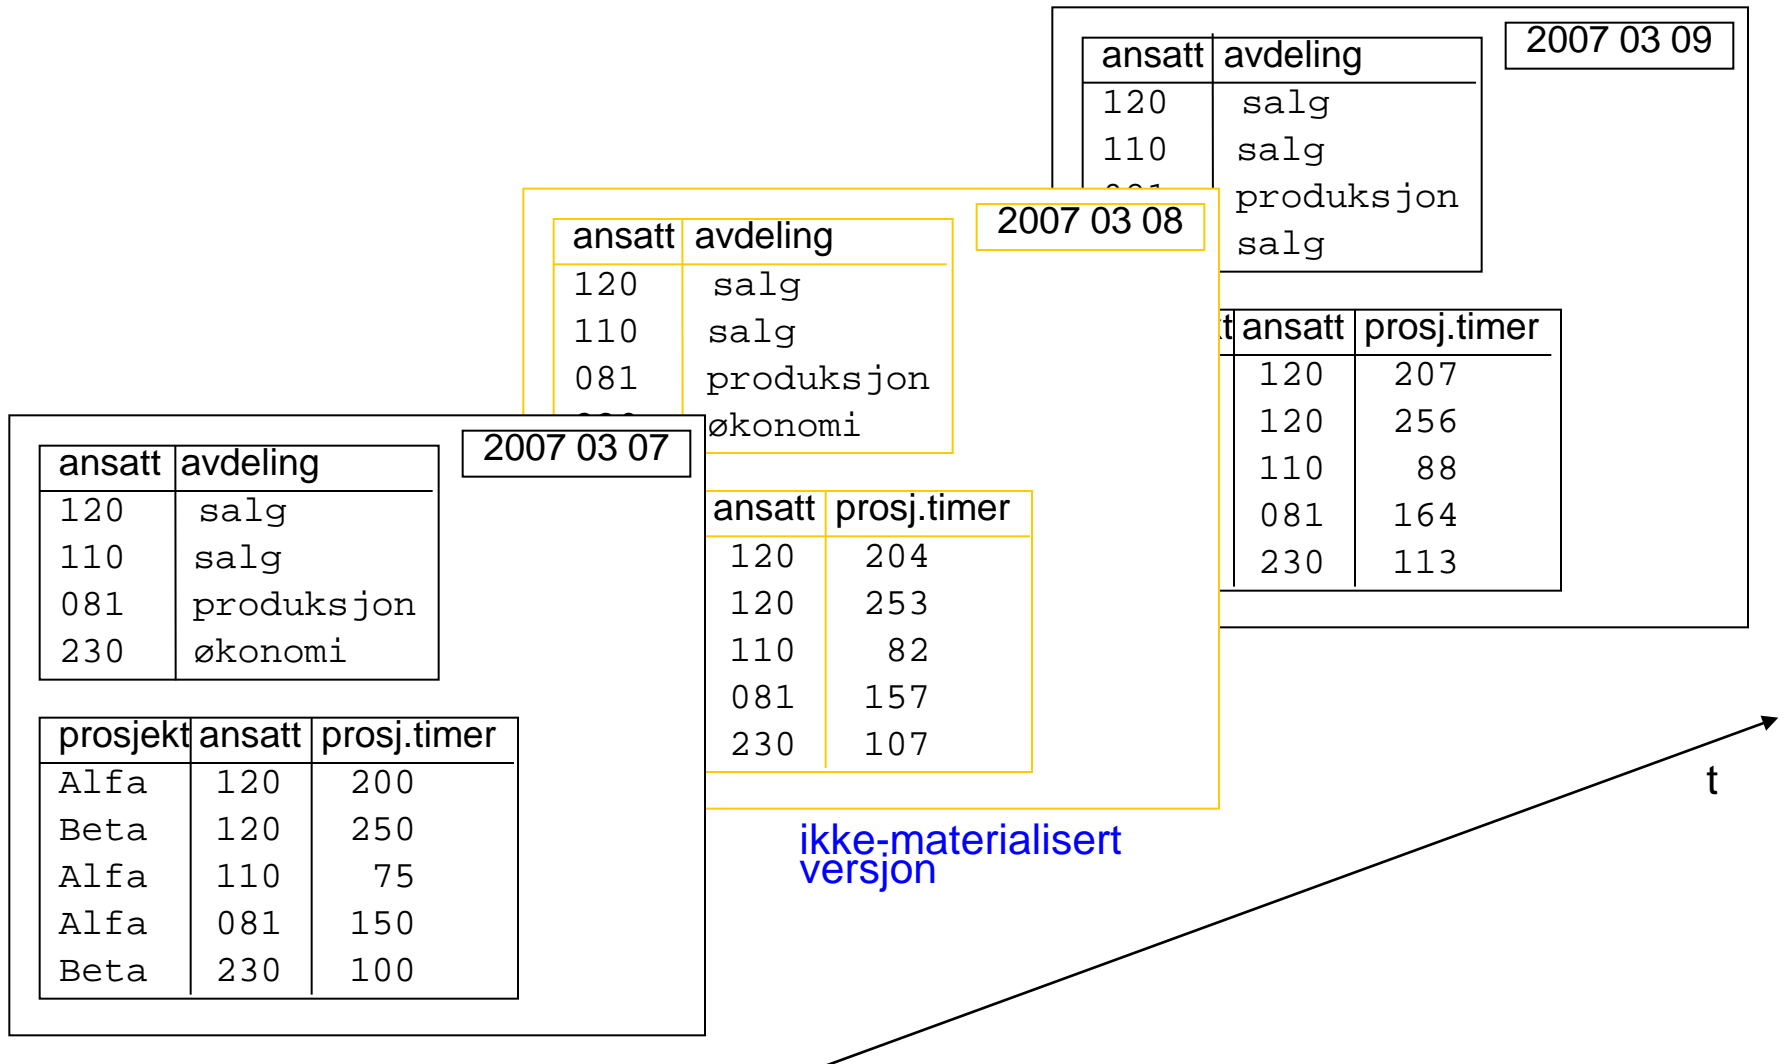 2007 03 09
ansatt avdeling
120 salg
110 salg
produksjon
salg
t ansatt prosj.timer
120 207
120 256
110 88
081 164
230 113
2007 03 08
ansatt avdeling
120 salg
110 salg
081 produksjon
økonomi
ansatt prosj.timer
120 204
120 253
110 82
081 157
230 107
ikke-materialisert
versjon
2007 03 07
ansatt avdeling
120 salg
110 salg
081 produksjon
230 økonomi
prosjekt ansatt prosj.timer
Alfa 120 200
Beta 120 250
Alfa 110 75
Alfa 081 150
Beta 230 100
t